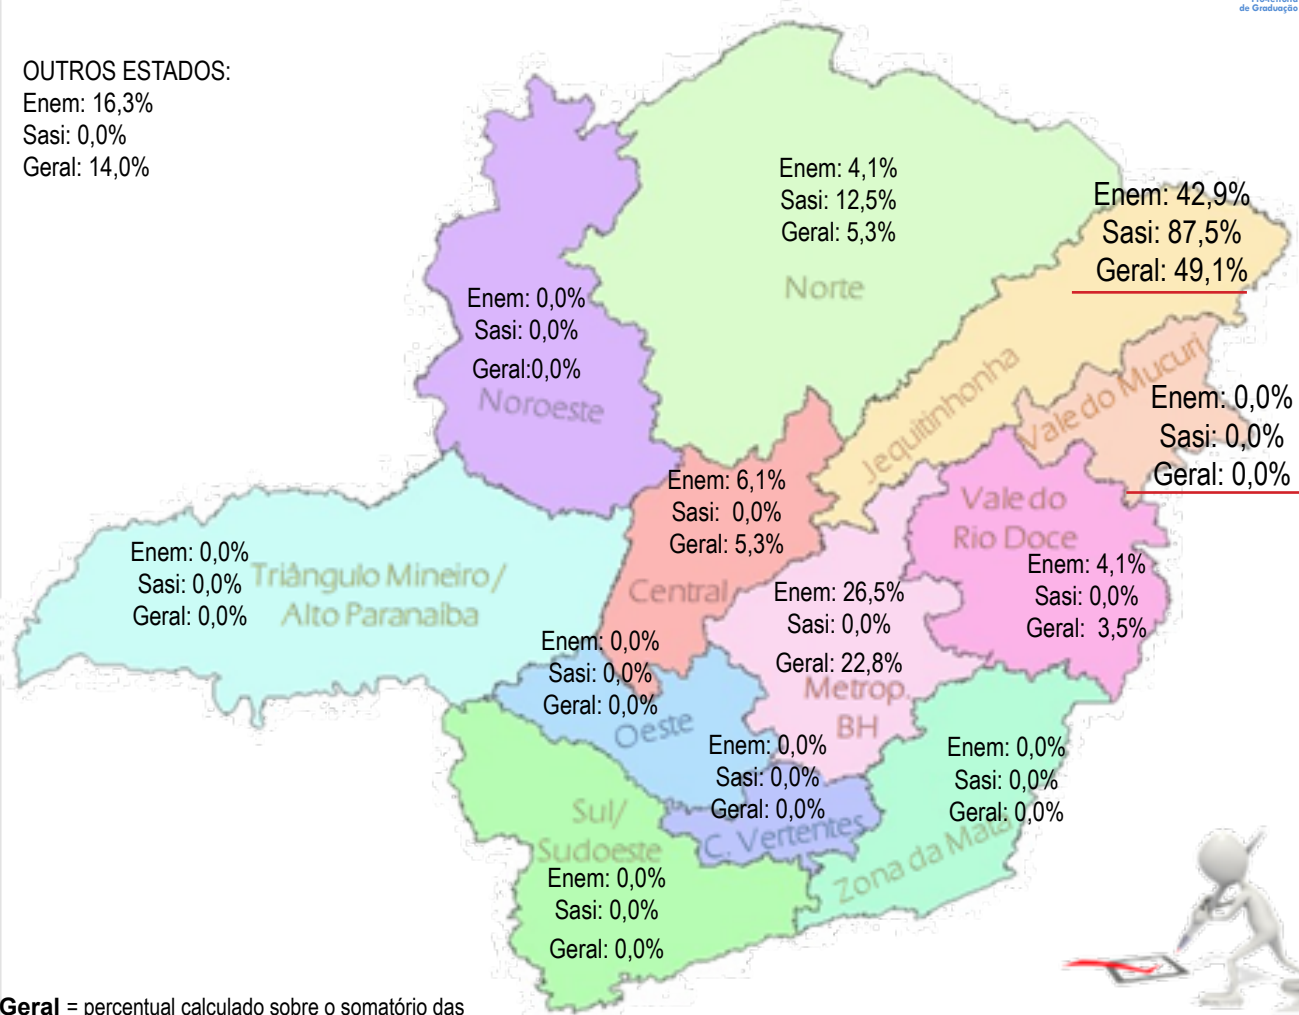 de Graduação
OUTROS ESTADOS:
Enem: 16,3%
Sasi: 0,0%
Geral: 14,0%
Enem: 4,1%
Sasi: 12,5%
Geral: 5,3%
Norte
Enem: 42,9%
Sasi: 87,5%
Geral: 49,1%
Jequitinhonha
Enem: 0,0%
Sasi: 0,0%
Geral:0,0%
Noroeste
Vale do Mucuri
Enem: 0,0%
Sasi: 0,0%
Geral: 0,0%
Enem: 6,1%
Sasi: 0,0%
Geral: 5,3%
Central
Vale do
Rio Doce
Enem: 4,1%
Sasi: 0,0%
Geral: 3,5%
Enem: 0,0%
Sasi: 0,0%
Geral: 0,0%
Triângulo Mineiro/
Alto Paranaíba
Enem: 26,5%
Sasi: 0,0%
Geral: 22,8%
Metrop.
BH
Enem: 0,0%
Sasi: 0,0%
Geral: 0,0%
Oeste
Enem: 0,0%
Sasi: 0,0%
Geral: 0,0%
C. Vertentes
Enem: 0,0%
Sasi: 0,0%
Geral: 0,0%
Zona da Mata
Sul/
Sudoeste
Enem: 0,0%
Sasi: 0,0%
Geral: 0,0%
Geral = percentual calculado sobre o somatório das